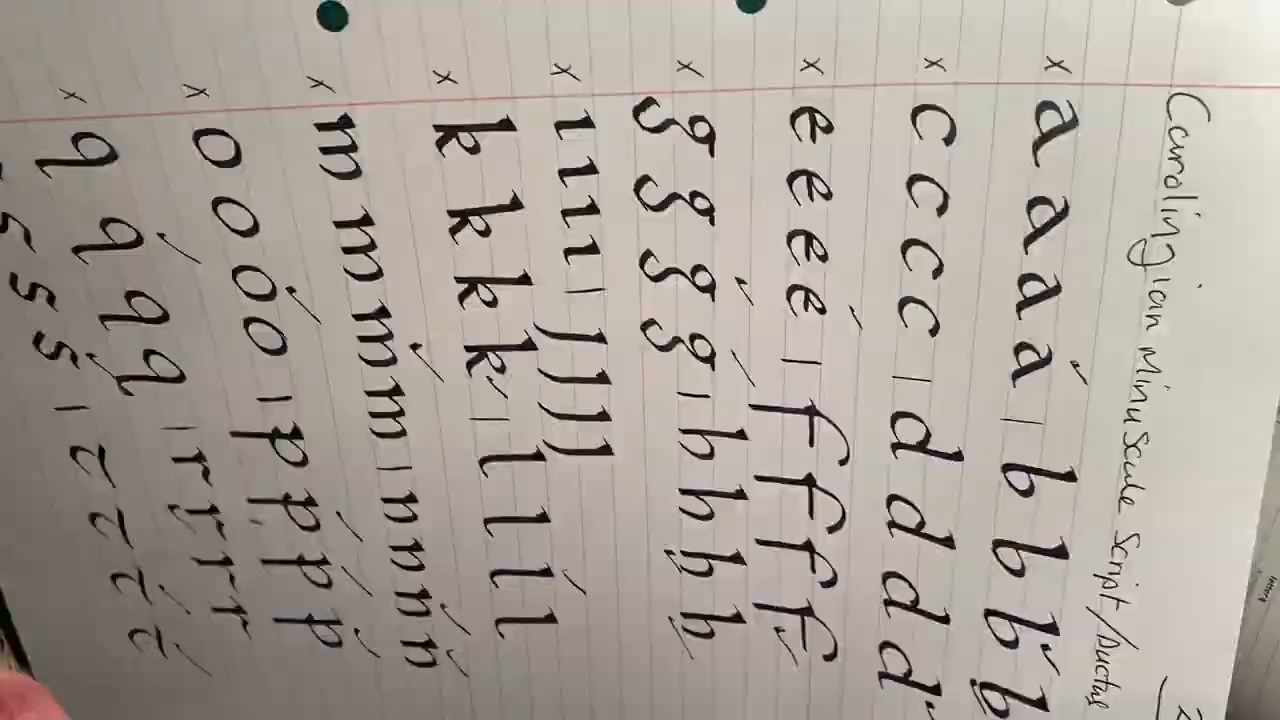 Carolingian Minuscule Script/Ductus
x a a a a | b b b b
x c c c c | d d d d
x e e e e | f f f f
x g g g g | h h h h
x ı ı ı ı | J J J J
x k k k k | l l l l
x m m m m | n n n n
x o o o o | p p p p
x q q q q | r r r r
s s s | z z z z